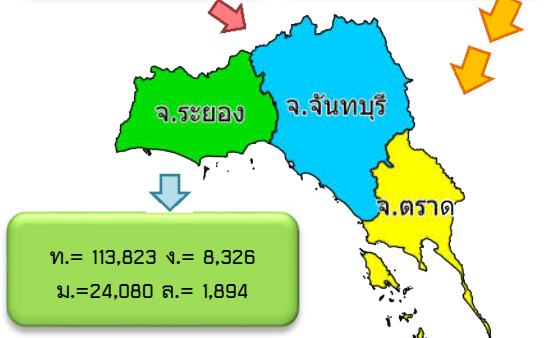 จ.ระยอง
จ.จันทบุรี
จ.ตราด
ท.= 113,823 ง.= 8,326
ม.=24,080 ล.= 1,894